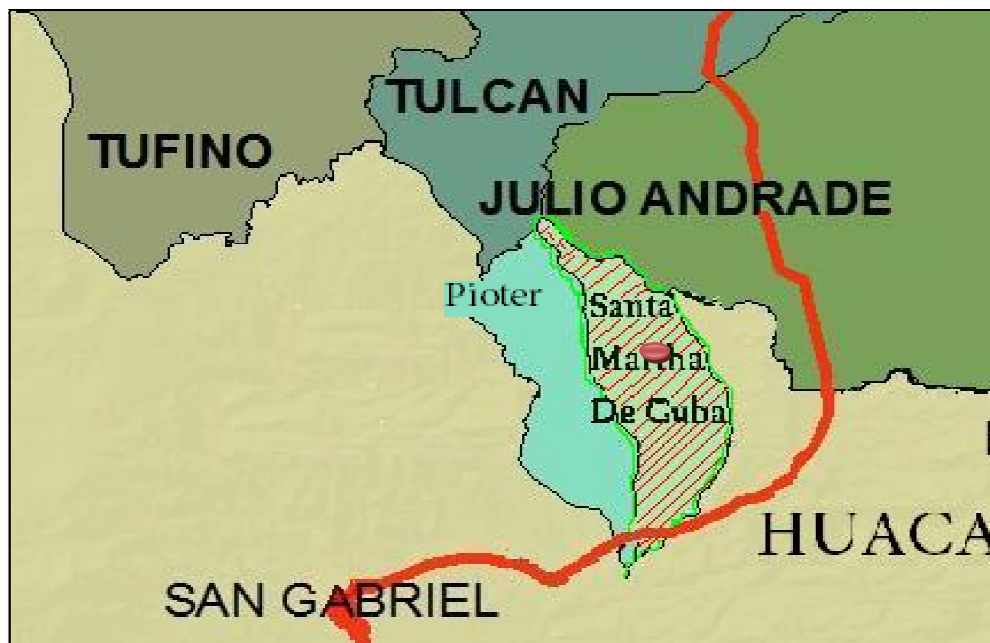 TULCAN
TUFINO
JULIO ANDRADE
Pioter
Santa
Martha
De Cuba
HUACA
SAN GABRIEL